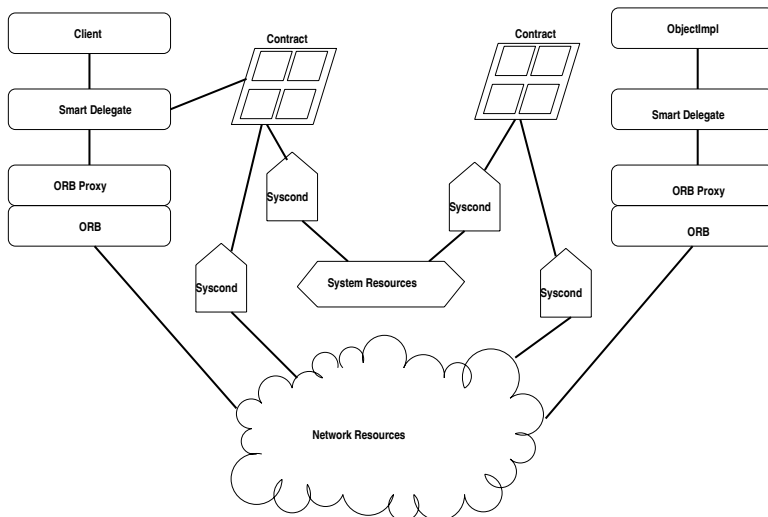 Client
Contract
Contract
ObjectImpl
Smart Delegate
Smart Delegate
ORB Proxy
Syscond
Syscond
ORB Proxy
ORB
ORB
Syscond
System Resources
Syscond
Network Resources